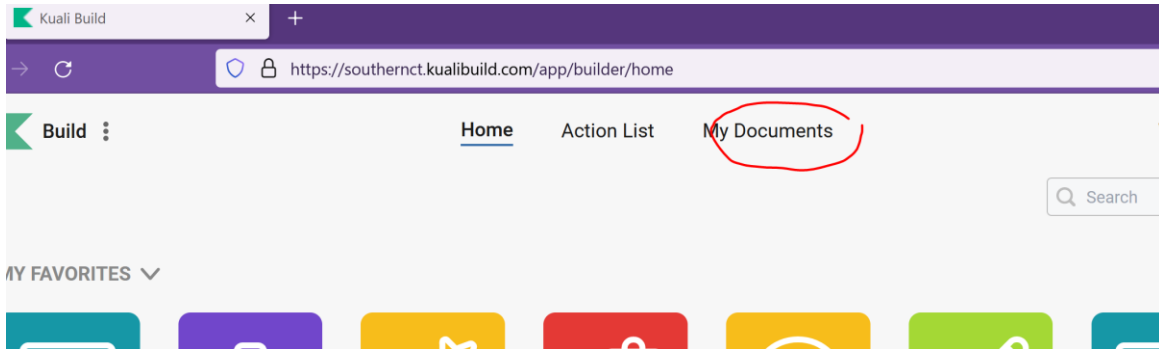 Kuali Build
https://southernct.kualibuild.com/app/builder/home
Build Home Action List My Documents
Search
MY FAVORITES